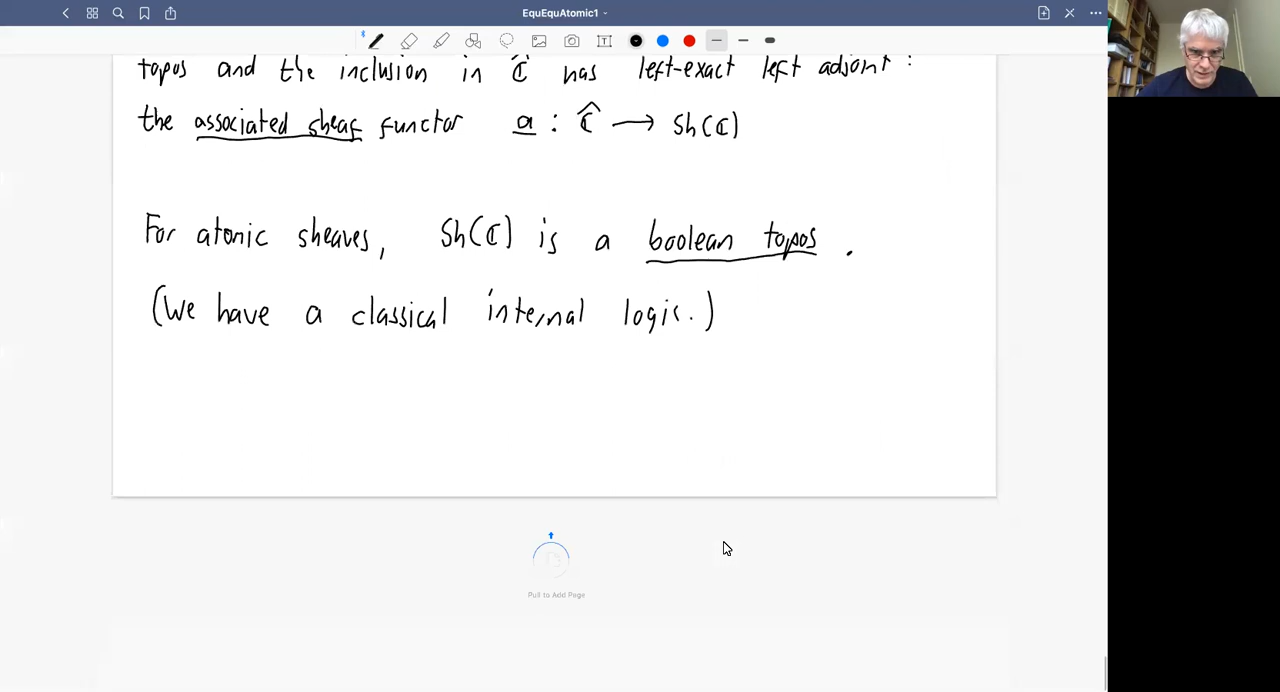 EquEquAtomic1
topos and the inclusion in ℂ̂ has left-exact left adjoint :
the associated sheaf functor a : ℂ̂ ⟶ Sh(ℂ)
For atomic sheaves, Sh(ℂ) is a boolean topos .
(We have a classical internal logic.)
Pull to Add Page